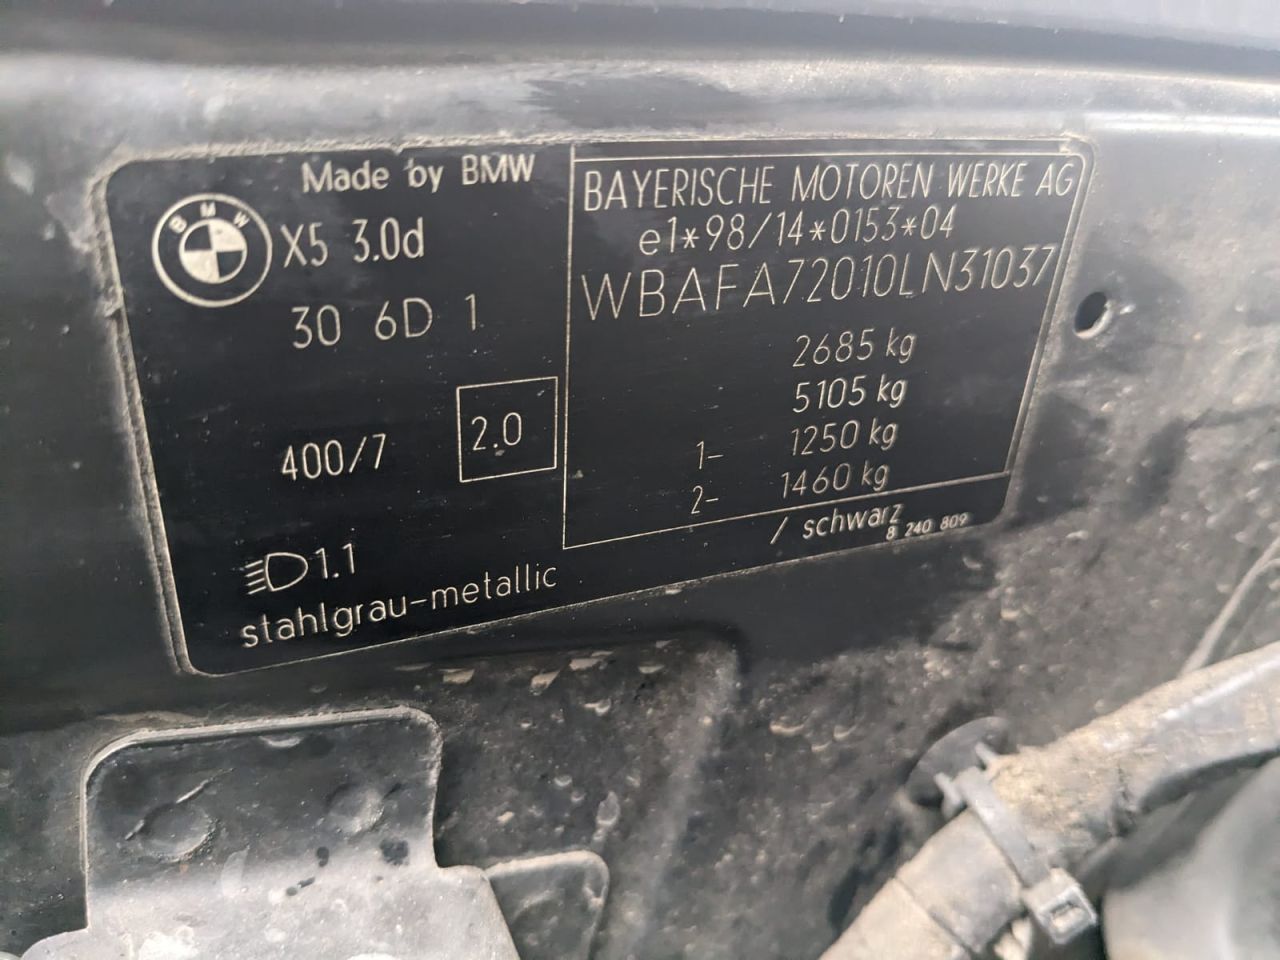 Made by BMW
BMW
X5 3.0d
30 6D 1
400/7
2.0
D1.1
stahlgrau-metallic
BAYERISCHE MOTOREN WERKE AG
e1*98/14*0153*04
WBAFA72010LN31037
2685 kg
5105 kg
1- 1250 kg
2- 1460 kg
/ schwarz
8 240 809